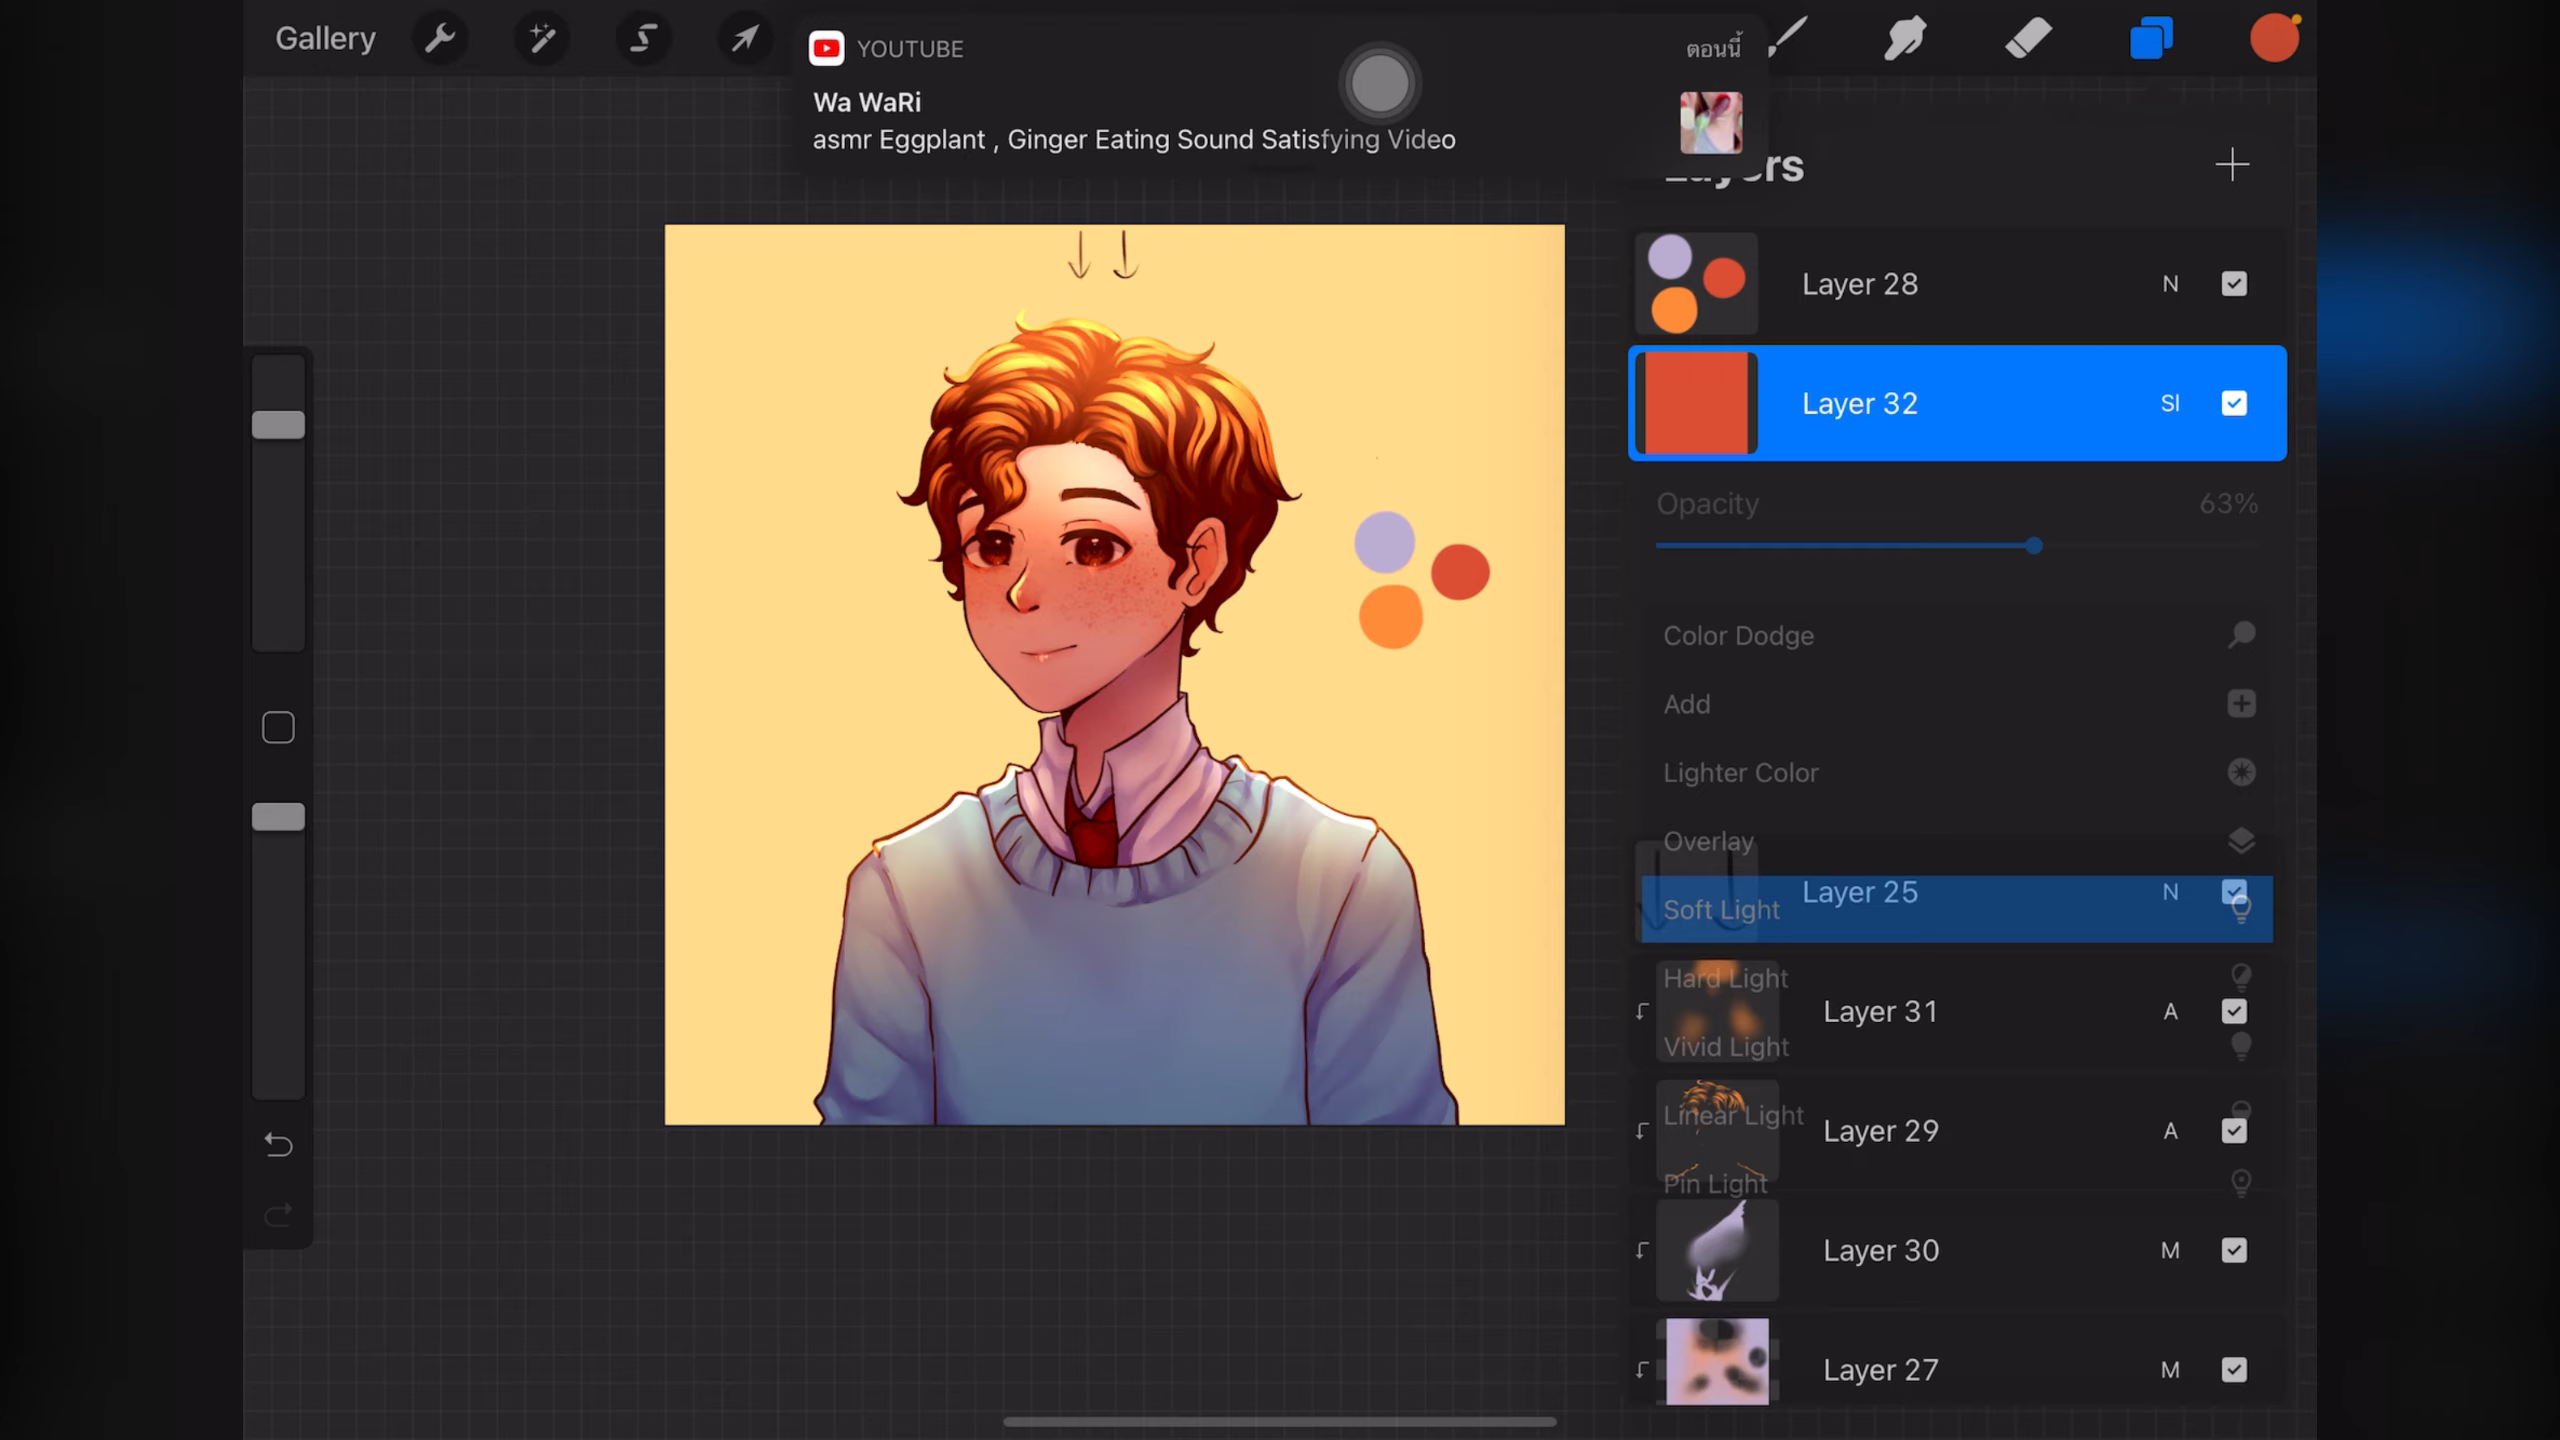 Gallery
YOUTUBE
ตอนนี้
Wa WaRi
asmr Eggplant , Ginger Eating Sound Satisfying Video
Layers
Layer 28 N
Layer 32 Sl
Opacity 63%
Color Dodge
Add
Lighter Color
Overlay
Layer 25 N
Soft Light
Hard Light
Layer 31 A
Vivid Light
Linear Light
Layer 29 A
Pin Light
Layer 30 M
Layer 27 M